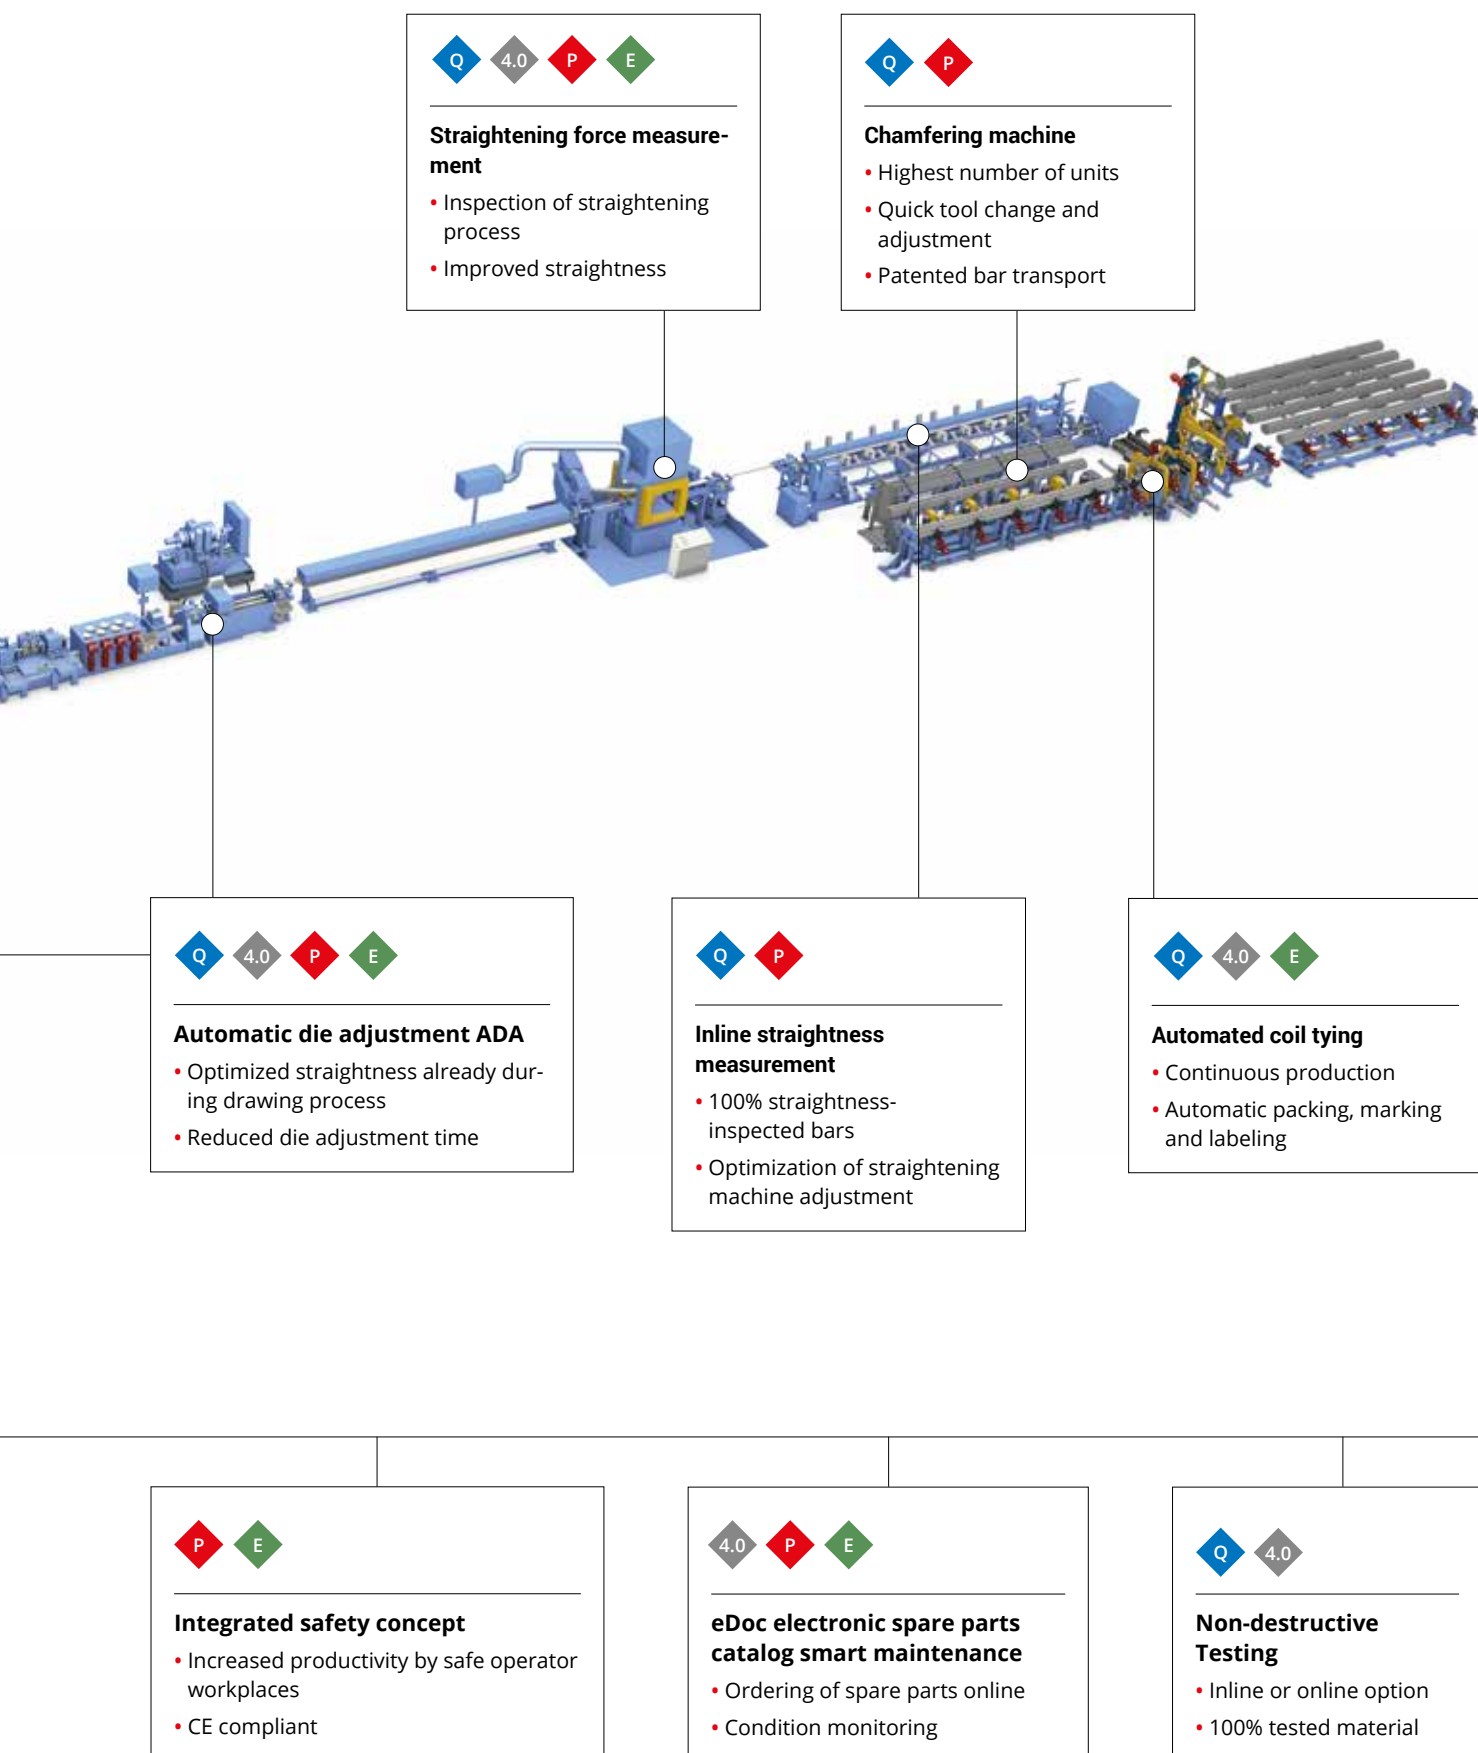 Q 4.0 P E
Straightening force measure-
ment
• Inspection of straightening
process
• Improved straightness
Q P
Chamfering machine
• Highest number of units
• Quick tool change and
adjustment
• Patented bar transport
Q 4.0 P E
Automatic die adjustment ADA
• Optimized straightness already dur-
ing drawing process
• Reduced die adjustment time
Q P
Inline straightness
measurement
• 100% straightness-
inspected bars
• Optimization of straightening
machine adjustment
Q 4.0 E
Automated coil tying
• Continuous production
• Automatic packing, marking
and labeling
P E
Integrated safety concept
• Increased productivity by safe operator
workplaces
• CE compliant
4.0 P E
eDoc electronic spare parts
catalog smart maintenance
• Ordering of spare parts online
• Condition monitoring
Q 4.0
Non-destructive
Testing
• Inline or online option
• 100% tested material